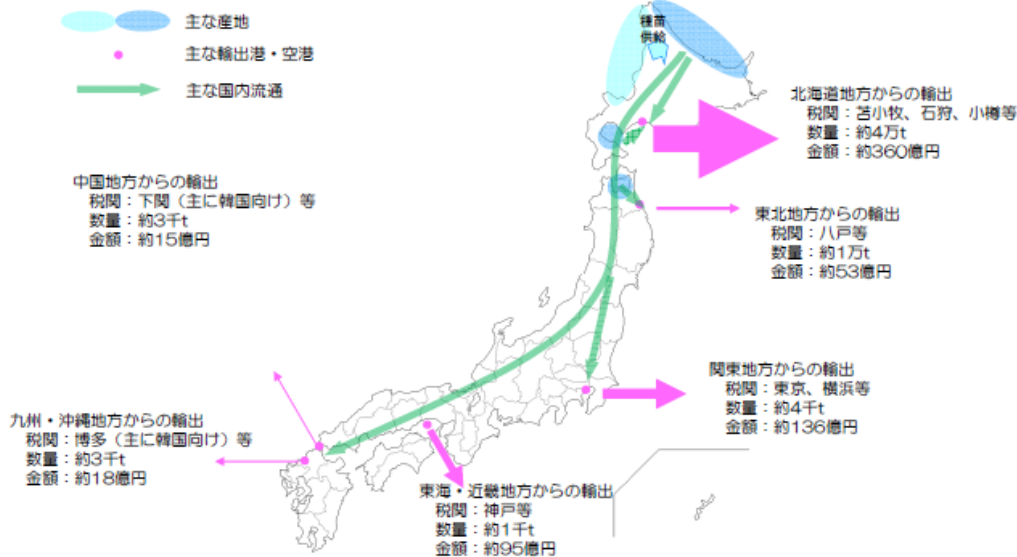 主な産地
主な輸出港・空港
主な国内流通
種苗
供給
北海道地方からの輸出
税関：苫小牧、石狩、小樽等
数量：約4万t
金額：約360億円
中国地方からの輸出
税関：下関（主に韓国向け）等
数量：約3千t
金額：約15億円
東北地方からの輸出
税関：八戸等
数量：約1万t
金額：約53億円
関東地方からの輸出
税関：東京、横浜等
数量：約4千t
金額：約136億円
九州・沖縄地方からの輸出
税関：博多（主に韓国向け）等
数量：約3千t
金額：約18億円
東海・近畿地方からの輸出
税関：神戸等
数量：約1千t
金額：約95億円